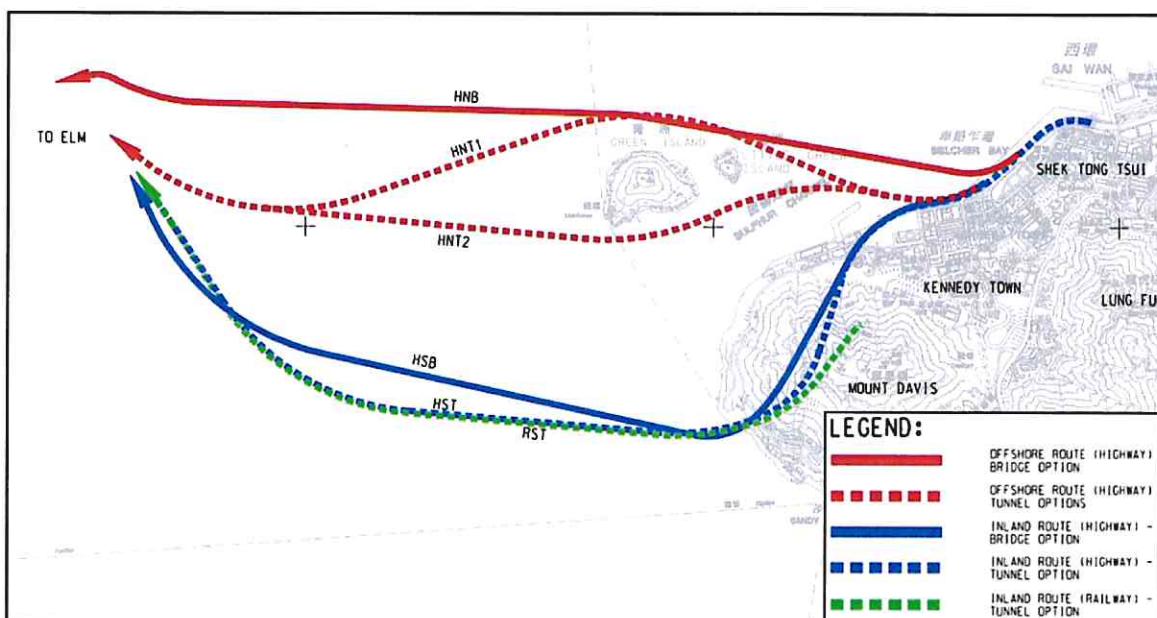 西環
SAI WAN
HNB
TO ELM
HNT1
GREEN ISLAND
ISLAND
BELCHER BAY
SHEK TONG TSUI
SULPHUR
HNT2
KENNEDY TOWN
LUNG FU
HSB
MOUNT DAVIS
HST
RST
SANDY
LEGEND:
OFFSHORE ROUTE (HIGHWAY)
BRIDGE OPTION
OFFSHORE ROUTE (HIGHWAY)
TUNNEL OPTIONS
INLAND ROUTE (HIGHWAY) -
BRIDGE OPTION
INLAND ROUTE (HIGHWAY) -
TUNNEL OPTION
INLAND ROUTE (RAILWAY) -
TUNNEL OPTION